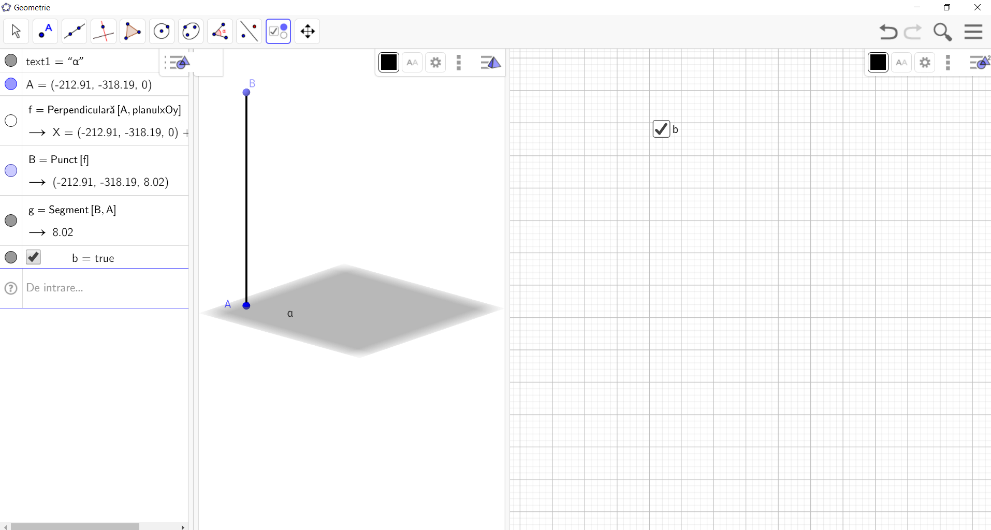 Geometrie
text1 = “α”
A = (-212.91, -318.19, 0)
f = Perpendiculară [A, planulxOy]
→ X = (-212.91, -318.19, 0) +
B = Punct [f]
→ (-212.91, -318.19, 8.02)
g = Segment [B, A]
→ 8.02
b = true
De intrare...
B
A
α
b